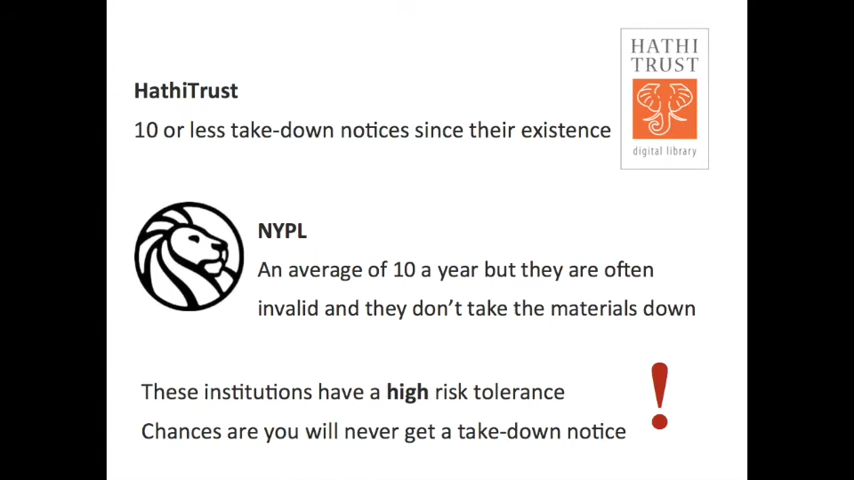 HATHI
TRUST
digital library
HathiTrust
10 or less take-down notices since their existence
NYPL
An average of 10 a year but they are often
invalid and they don't take the materials down
These institutions have a high risk tolerance
Chances are you will never get a take-down notice
!